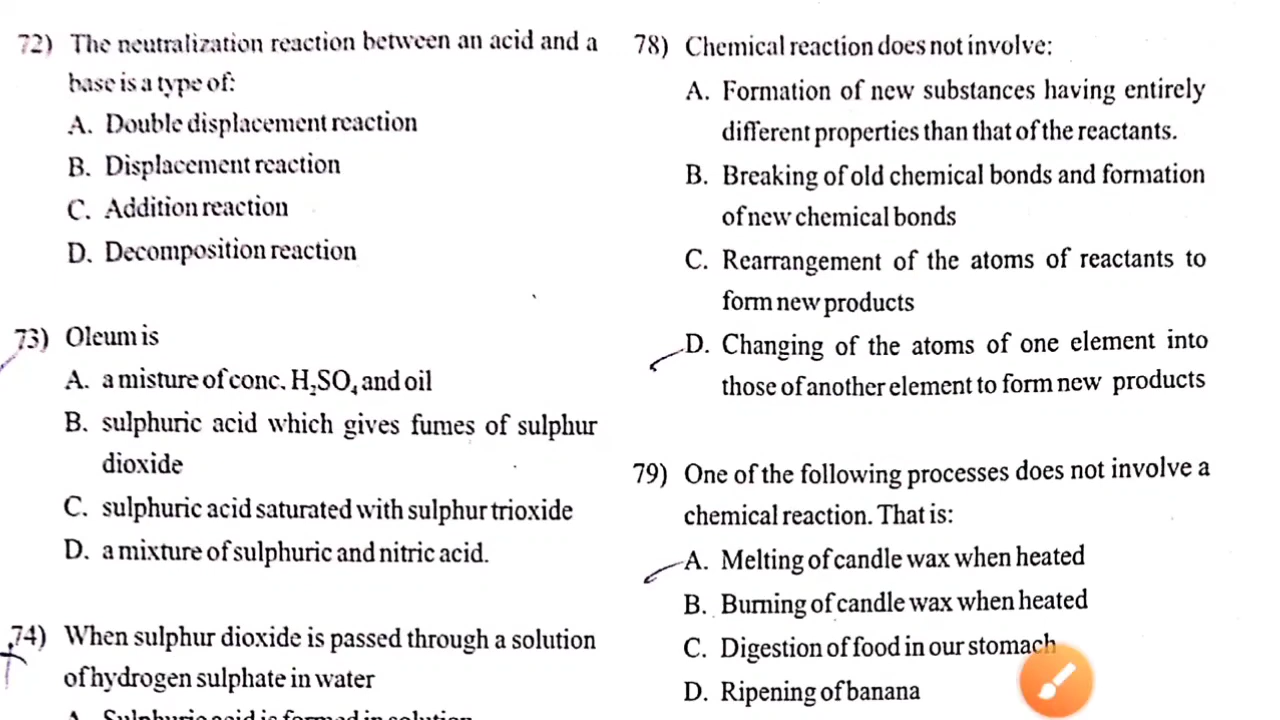 72) The neutralization reaction between an acid and a
base is a type of:
A. Double displacement reaction
B. Displacement reaction
C. Addition reaction
D. Decomposition reaction
73) Oleum is
A. a misture of conc. H₂SO₄ and oil
B. sulphuric acid which gives fumes of sulphur
dioxide
C. sulphuric acid saturated with sulphur trioxide
D. a mixture of sulphuric and nitric acid.
74) When sulphur dioxide is passed through a solution
of hydrogen sulphate in water
A. Sulphuric acid is formed in solution
78) Chemical reaction does not involve:
A. Formation of new substances having entirely
different properties than that of the reactants.
B. Breaking of old chemical bonds and formation
of new chemical bonds
C. Rearrangement of the atoms of reactants to
form new products
D. Changing of the atoms of one element into
those of another element to form new products
79) One of the following processes does not involve a
chemical reaction. That is:
A. Melting of candle wax when heated
B. Burning of candle wax when heated
C. Digestion of food in our stomach
D. Ripening of banana